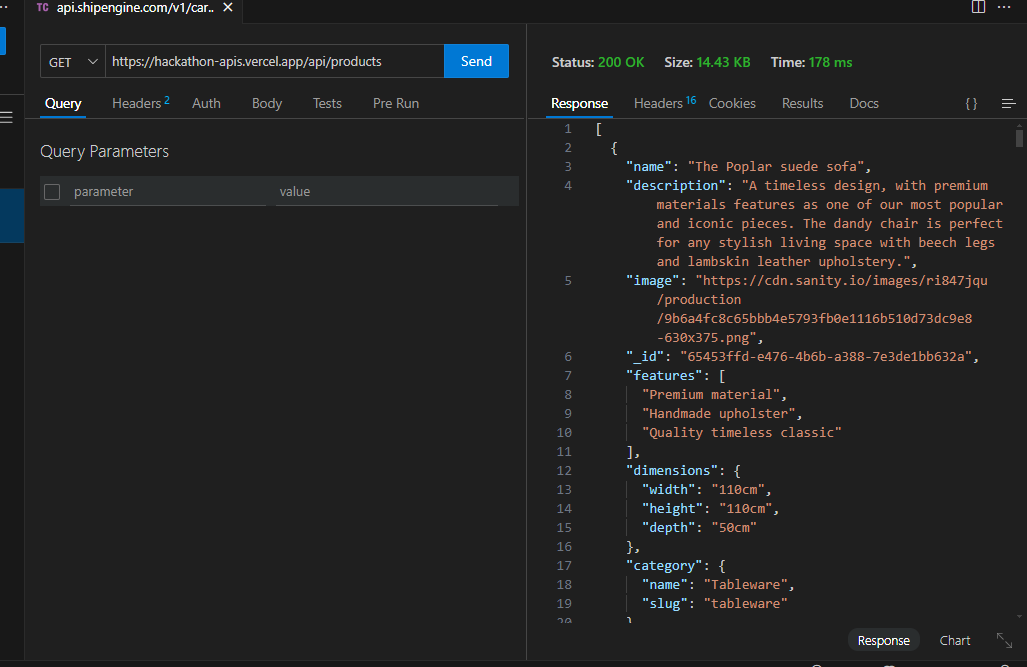 TC api.shipengine.com/v1/car..
GET https://hackathon-apis.vercel.app/api/products Send
Query Headers 2 Auth Body Tests Pre Run
Query Parameters
parameter value
Status: 200 OK Size: 14.43 KB Time: 178 ms
Response Headers 16 Cookies Results Docs { }
1 [
2 {
3 "name": "The Poplar suede sofa",
4 "description": "A timeless design, with premium
materials features as one of our most popular
and iconic pieces. The dandy chair is perfect
for any stylish living space with beech legs
and lambskin leather upholstery.",
5 "image": "https://cdn.sanity.io/images/ri847jqu
/production
/9b6a4fc8c65bbb4e5793fb0e1116b510d73dc9e8
-630x375.png",
6 "_id": "65453ffd-e476-4b6b-a388-7e3de1bb632a",
7 "features": [
8 "Premium material",
9 "Handmade upholster",
10 "Quality timeless classic"
11 ],
12 "dimensions": {
13 "width": "110cm",
14 "height": "110cm",
15 "depth": "50cm"
16 },
17 "category": {
18 "name": "Tableware",
19 "slug": "tableware"
20 }
Response Chart